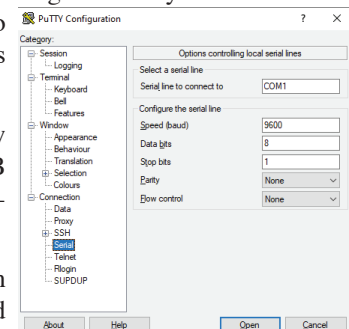 PuTTY Configuration ? ×
Category:
Session
Logging
Terminal
Keyboard
Bell
Features
Window
Appearance
Behaviour
Translation
Selection
Colours
Connection
Data
Proxy
SSH
Serial
Telnet
Rlogin
SUPDUP
Options controlling local serial lines
Select a serial line
Serial line to connect to COM1
Configure the serial line
Speed (baud) 9600
Data bits 8
Stop bits 1
Parity None
Flow control None
About Help Open Cancel